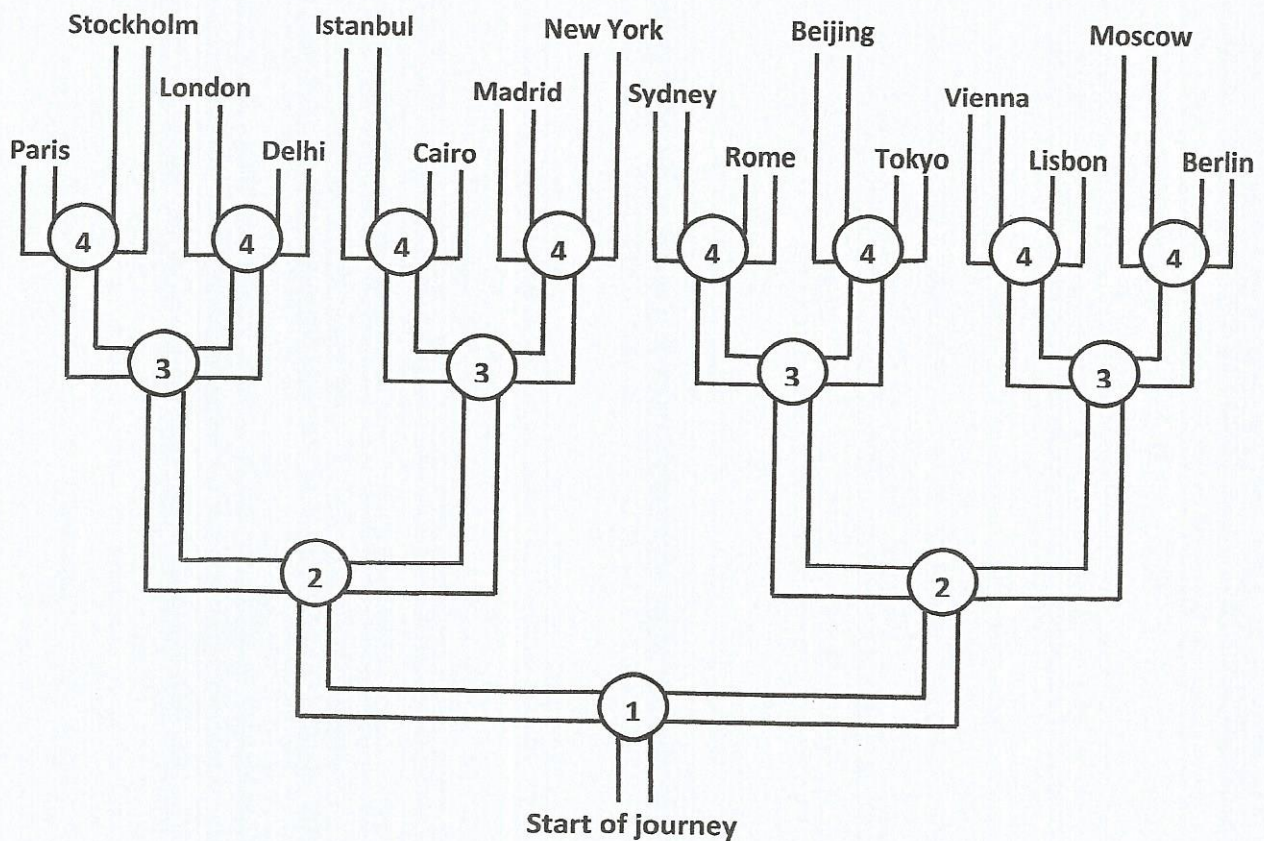 Stockholm
Istanbul
New York
Beijing
Moscow
London
Madrid
Sydney
Vienna
Paris
Delhi
Cairo
Rome
Tokyo
Lisbon
Berlin
4 4 4 4 4 4 4 4
3 3 3 3
2 2
1
Start of journey